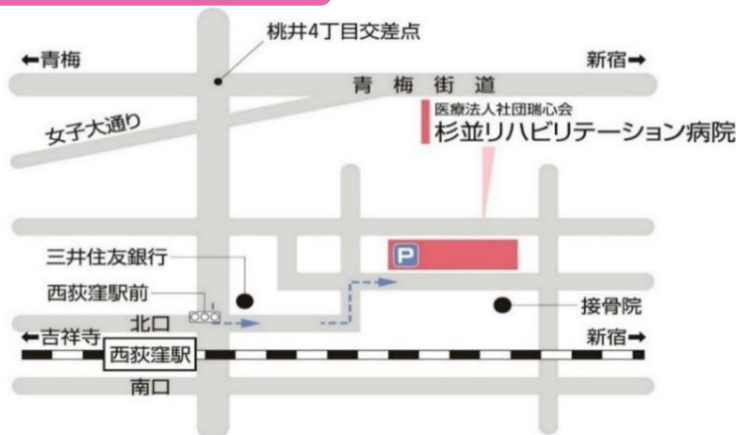 桃井4丁目交差点
←青梅
新宿→
青梅街道
医療法人社団瑞心会
杉並リハビリテーション病院
女子大通り
P
三井住友銀行
西荻窪駅前
接骨院
北口
←吉祥寺
新宿→
西荻窪駅
南口